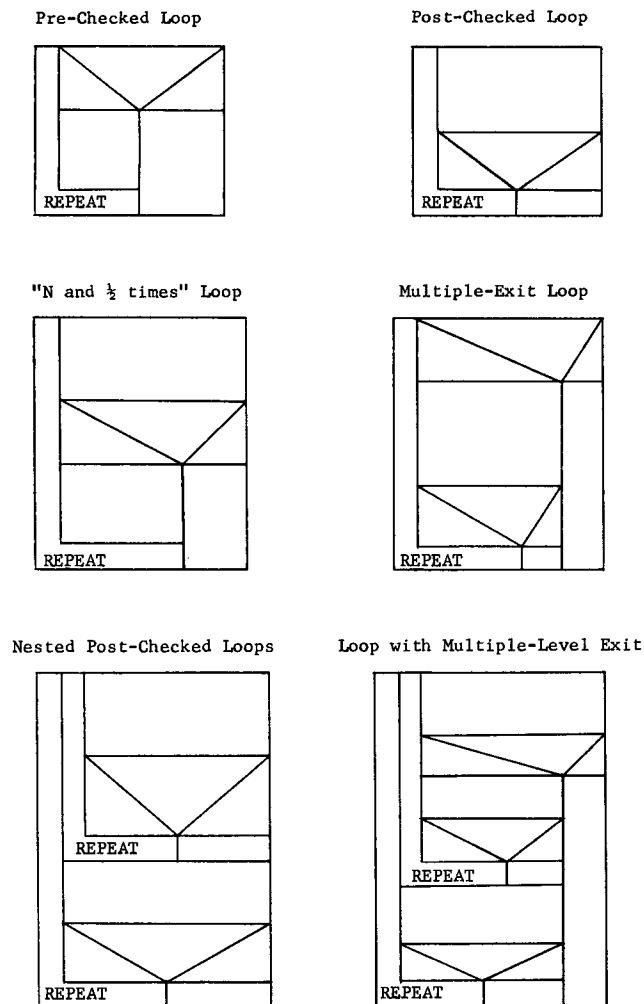 Pre-Checked Loop
Post-Checked Loop
REPEAT
REPEAT
"N and ½ times" Loop
Multiple-Exit Loop
REPEAT
REPEAT
Nested Post-Checked Loops
Loop with Multiple-Level Exit
REPEAT
REPEAT
REPEAT
REPEAT